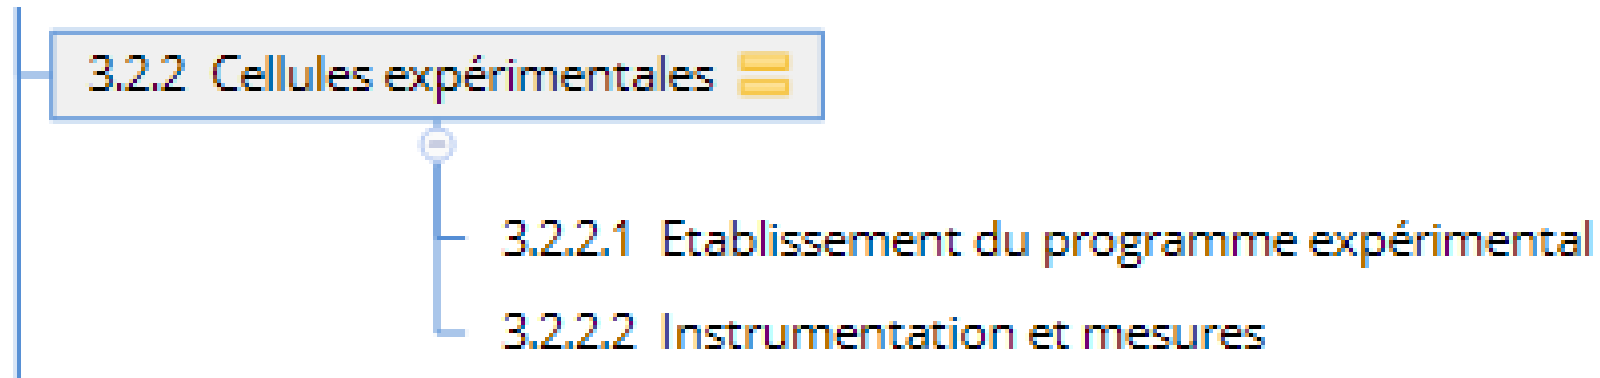 3.2.2 Cellules expérimentales
3.2.2.1 Etablissement du programme expérimental
3.2.2.2 Instrumentation et mesures